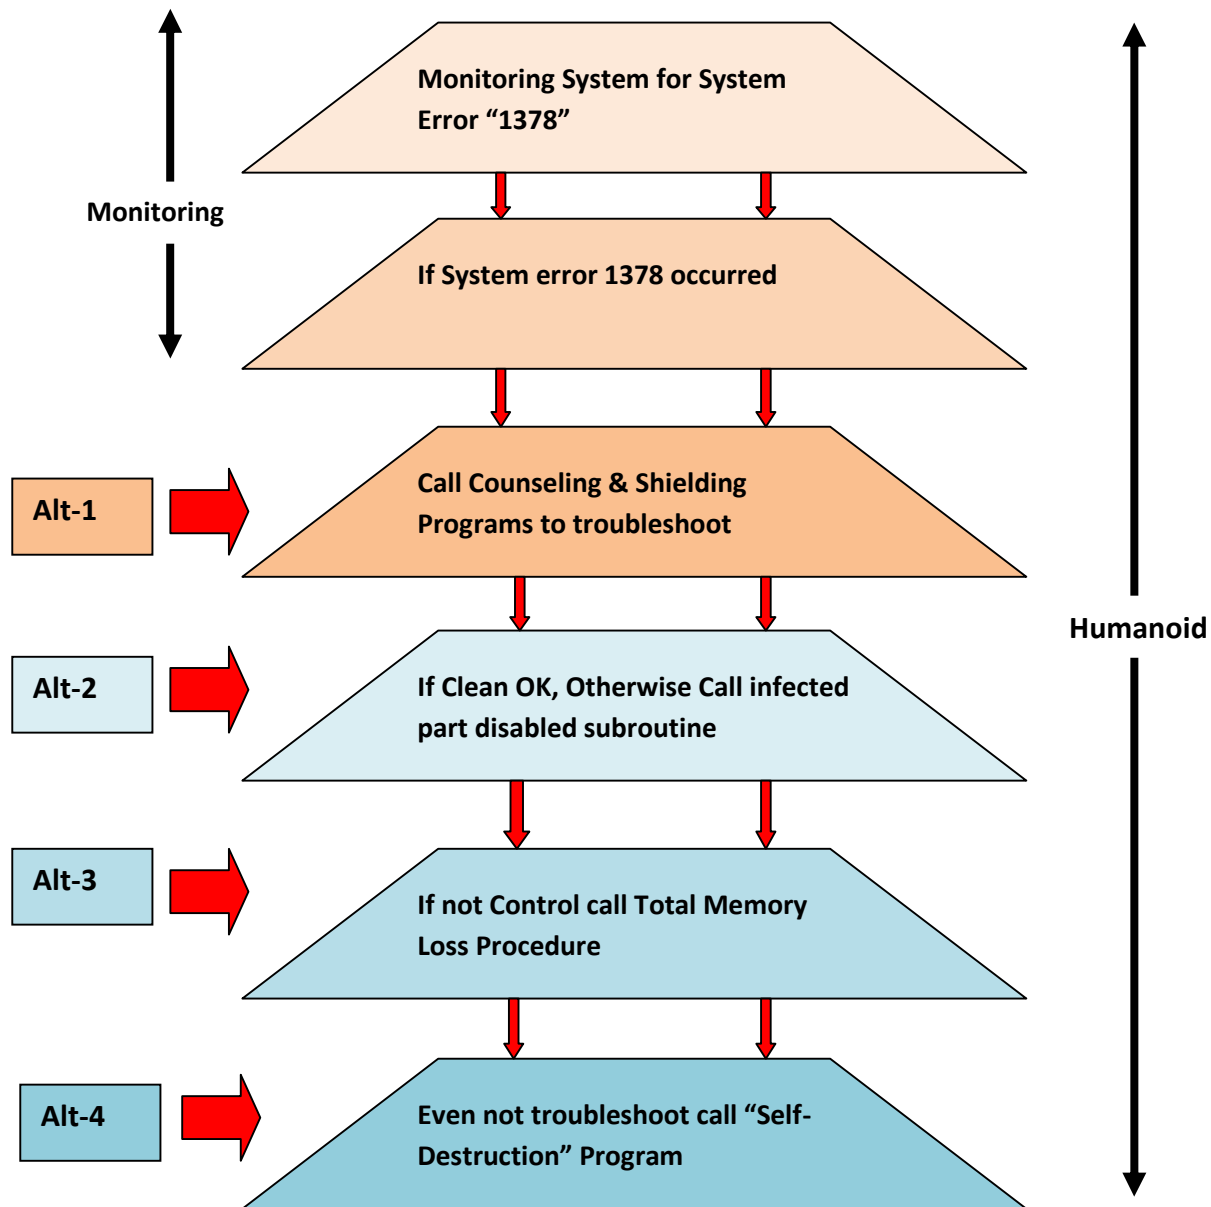 Monitoring System for System
Error “1378”
Monitoring
If System error 1378 occurred
Alt-1
Call Counseling & Shielding
Programs to troubleshoot
Humanoid
Alt-2
If Clean OK, Otherwise Call infected
part disabled subroutine
Alt-3
If not Control call Total Memory
Loss Procedure
Alt-4
Even not troubleshoot call “Self-
Destruction” Program